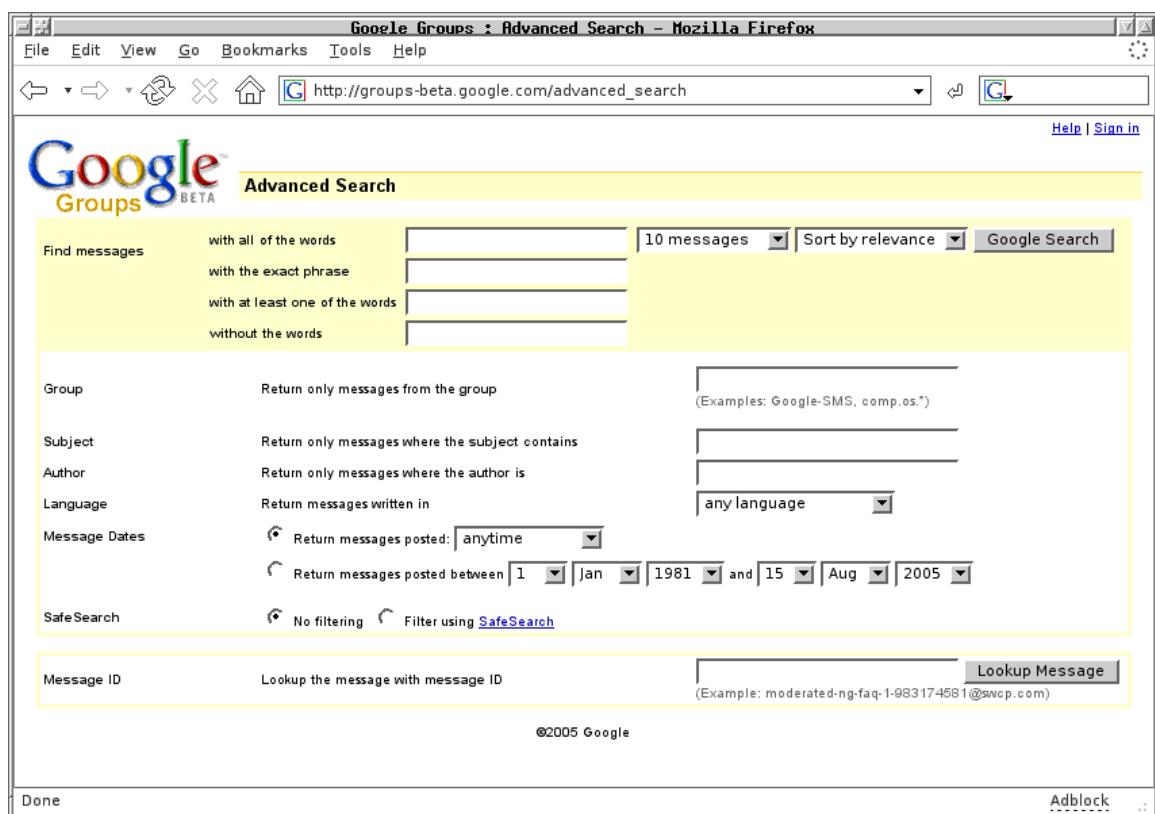 Google Groups : Advanced Search - Mozilla Firefox
File Edit View Go Bookmarks Tools Help
G http://groups-beta.google.com/advanced_search G
Help | Sign in
Google™
Groups BETA
Advanced Search
Find messages with all of the words 10 messages Sort by relevance Google Search
with the exact phrase
with at least one of the words
without the words
Group Return only messages from the group
(Examples: Google-SMS, comp.os.*)
Subject Return only messages where the subject contains
Author Return only messages where the author is
Language Return messages written in any language
Message Dates Return messages posted: anytime
Return messages posted between 1 Jan 1981 and 15 Aug 2005
SafeSearch No filtering Filter using SafeSearch
Message ID Lookup the message with message ID Lookup Message
(Example: moderated-ng-faq-1-983174581@swcp.com)
©2005 Google
Done Adblock